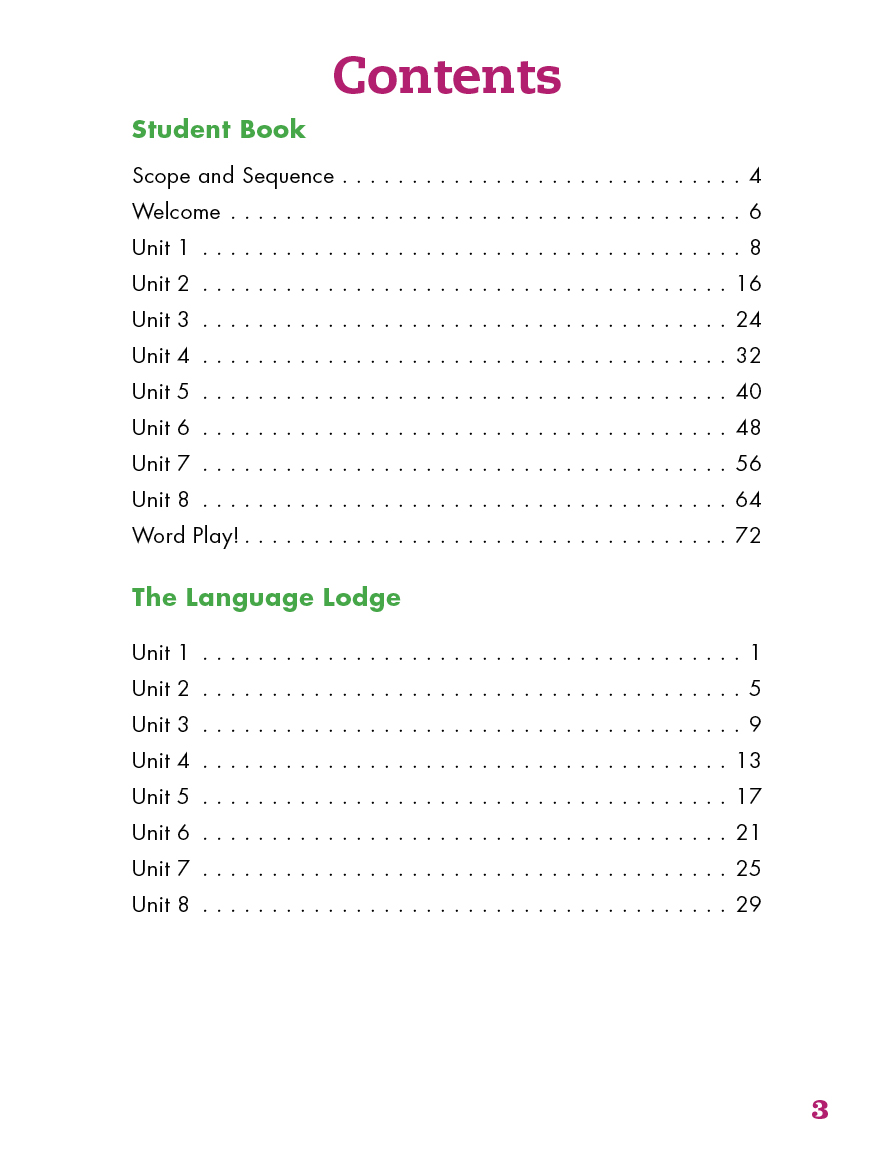 Contents
Student Book
Scope and Sequence . . . . . . . . . . . . . . . . . . . . . . . . . . . . . 4
Welcome . . . . . . . . . . . . . . . . . . . . . . . . . . . . . . . . . . . . . 6
Unit 1 . . . . . . . . . . . . . . . . . . . . . . . . . . . . . . . . . . . . . . . 8
Unit 2 . . . . . . . . . . . . . . . . . . . . . . . . . . . . . . . . . . . . . . 16
Unit 3 . . . . . . . . . . . . . . . . . . . . . . . . . . . . . . . . . . . . . . 24
Unit 4 . . . . . . . . . . . . . . . . . . . . . . . . . . . . . . . . . . . . . . 32
Unit 5 . . . . . . . . . . . . . . . . . . . . . . . . . . . . . . . . . . . . . . 40
Unit 6 . . . . . . . . . . . . . . . . . . . . . . . . . . . . . . . . . . . . . . 48
Unit 7 . . . . . . . . . . . . . . . . . . . . . . . . . . . . . . . . . . . . . . 56
Unit 8 . . . . . . . . . . . . . . . . . . . . . . . . . . . . . . . . . . . . . . 64
Word Play! . . . . . . . . . . . . . . . . . . . . . . . . . . . . . . . . . . . 72
The Language Lodge
Unit 1 . . . . . . . . . . . . . . . . . . . . . . . . . . . . . . . . . . . . . . . 1
Unit 2 . . . . . . . . . . . . . . . . . . . . . . . . . . . . . . . . . . . . . . . 5
Unit 3 . . . . . . . . . . . . . . . . . . . . . . . . . . . . . . . . . . . . . . . 9
Unit 4 . . . . . . . . . . . . . . . . . . . . . . . . . . . . . . . . . . . . . . 13
Unit 5 . . . . . . . . . . . . . . . . . . . . . . . . . . . . . . . . . . . . . . 17
Unit 6 . . . . . . . . . . . . . . . . . . . . . . . . . . . . . . . . . . . . . . 21
Unit 7 . . . . . . . . . . . . . . . . . . . . . . . . . . . . . . . . . . . . . . 25
Unit 8 . . . . . . . . . . . . . . . . . . . . . . . . . . . . . . . . . . . . . . 29
3